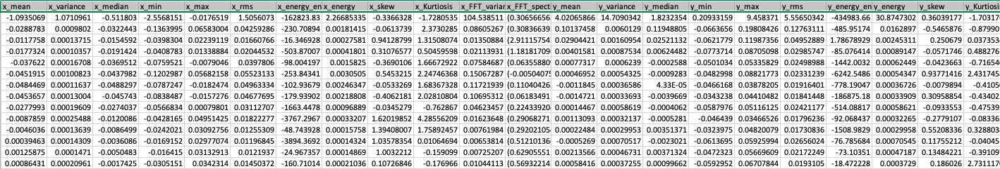 x_mean x_variance x_median x_min x_max x_rms x_energy_en x_energy x_skew x_Kurtiosis x_FFT_varian x_FFT_spect y_mean y_variance y_median y_min y_max y_rms y_energy_en y_energy y_skew y_Kurtosis
-1.0935069 1.0710961 -0.511803 -2.5568151 -0.0176519 1.5056073 -162823.83 2.26685335 -0.3366328 -1.7280535 104.538511 (0.30656656 4.02065866 14.7090342 1.8232354 0.20933159 9.458371 5.55650342 -434983.66 30.8747302 0.36039177 -1.70317
-0.0288783 0.0009802 -0.0322443 -0.1363995 0.06583004 0.04259286 -230.70894 0.00181415 -0.0613739 2.3730285 0.08605267 (0.30836639 0.10137458 0.0060129 0.11948805 -0.0663656 0.19808426 0.12763111 -485.95174 0.0162897 -0.5465876 -0.87990
-0.0117758 0.00013715 -0.0154592 -0.0398304 0.02239119 0.01660766 -16.346928 0.00027581 0.94128799 1.31508074 0.01350884 (2.91115754 0.02904421 0.00160954 0.02521132 -0.0621779 0.11987356 0.04952889 1.78678929 0.00245311 0.250679 0.037353
-0.0177324 0.00010357 -0.0191424 -0.0408783 0.01338884 0.02044532 -503.87007 0.00041801 0.31076577 0.50459598 0.02113931 (1.18181709 0.00401581 0.00087534 0.00624482 -0.0773714 0.08705098 0.02985747 -85.076414 0.00089147 -0.0571746 0.488276
-0.037622 0.00016708 -0.0369512 -0.0759521 -0.0079046 0.0397806 -98.004197 0.0015825 -0.3690106 1.66672922 0.07584687 (0.06355880 0.00077317 0.0006239 -0.0002588 -0.0501034 0.05335829 0.02498988 -1442.0032 0.00062449 -0.0423663 -0.71654
-0.0451915 0.00100823 -0.0437982 -0.1202987 0.05682158 0.05523133 -253.84341 0.0030505 0.5453215 2.24746368 0.15067287 (-0.0050407 0.00046952 0.00054325 -0.0009283 -0.0482998 0.08821773 0.02331239 -6242.5486 0.00054347 0.93771416 2.431745
-0.0484469 0.00011637 -0.0488297 -0.0787247 -0.0182474 0.04963334 -102.93679 0.00246347 -0.0533269 1.68367328 0.11721939 (0.11040426 -0.0011845 0.00036586 4.33E-05 -0.0466168 0.03878205 0.01916401 -778.19047 0.00036726 -0.0079894 -0.4105
-0.0453657 0.00013004 -0.045743 -0.0838487 -0.0157276 0.04677695 -179.93902 0.00218808 -0.4062181 2.02810804 0.10695312 (0.06183491 -0.0014721 0.00033693 -0.0039669 -0.0343238 0.04410482 0.01841448 -186875.18 0.00033909 0.30958854 -0.43402
-0.0277993 0.00019609 -0.0274037 -0.0566834 0.00079801 0.03112707 -1663.4478 0.00096889 -0.0345279 -0.762867 0.04623457 (0.22433920 0.00014467 0.00058619 -0.0004062 -0.0587976 0.05116125 0.02421177 -514.08817 0.00058621 -0.0933553 -0.47539
-0.0087859 0.00025488 -0.0120086 -0.0428165 0.04951425 0.01822277 -3767.2967 0.00033207 1.62019852 4.28556209 0.01623648 (0.29068271 0.00113093 0.00032137 -0.0005281 -0.046439 0.03466526 0.01796236 -92.068437 0.00032265 -0.2779107 -0.08336
-0.0046036 0.00013639 -0.0086499 -0.0242021 0.03092756 0.01255309 -48.743928 0.00015758 1.39408007 1.75892457 0.00761984 (0.29202105 -0.00022484 0.00029953 0.00351371 -0.0323975 0.04820079 0.01730836 -1508.9829 0.00029958 0.55208336 0.328803
0.00039463 0.00014309 -0.0036086 -0.0169152 0.02977074 0.01196845 -3894.3692 0.00014324 1.03578354 0.01064694 0.00653814 (0.51210136 -0.0005269 0.00070517 -0.0023021 -0.0613695 0.05925994 0.02656024 -76.785684 0.00070545 0.11755212 -0.04045
0.00125875 0.0001471 -0.0050483 -0.016415 0.03132913 0.0121937 -24.967357 0.00014869 1.0032212 -0.159099 0.00725207 (0.62905551 0.00213566 0.00046731 0.00371324 -0.0472323 0.05669609 0.02172249 -73.10351 0.00047187 0.13484221 -0.39109
0.00086431 0.00020961 -0.0017425 -0.0305151 0.0342314 0.01450372 -160.71014 0.00021036 0.10726846 -0.176966 0.01044113 (0.56932214 0.00058416 0.00037255 0.00099662 -0.0592952 0.06707844 0.0193105 -18.472228 0.0003729 0.186026 2.731117